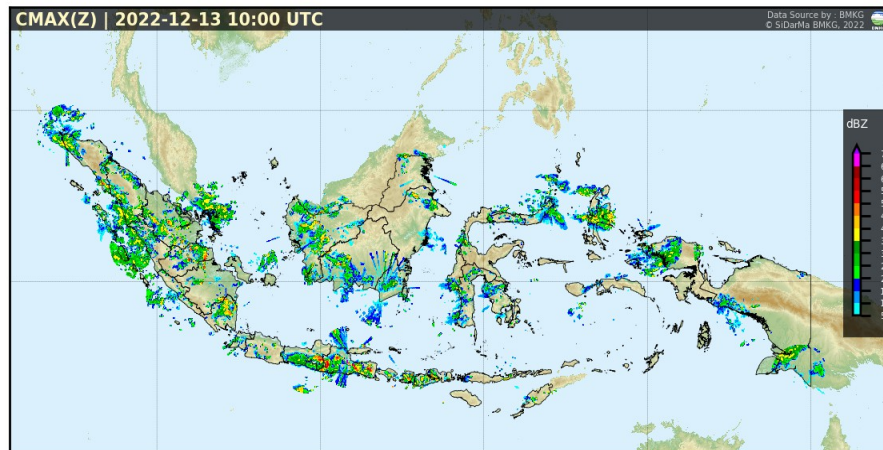 CMAX(Z) | 2022-12-13 10:00 UTC
Data Source by : BMKG
© SiDarMa BMKG, 2022
dBZ